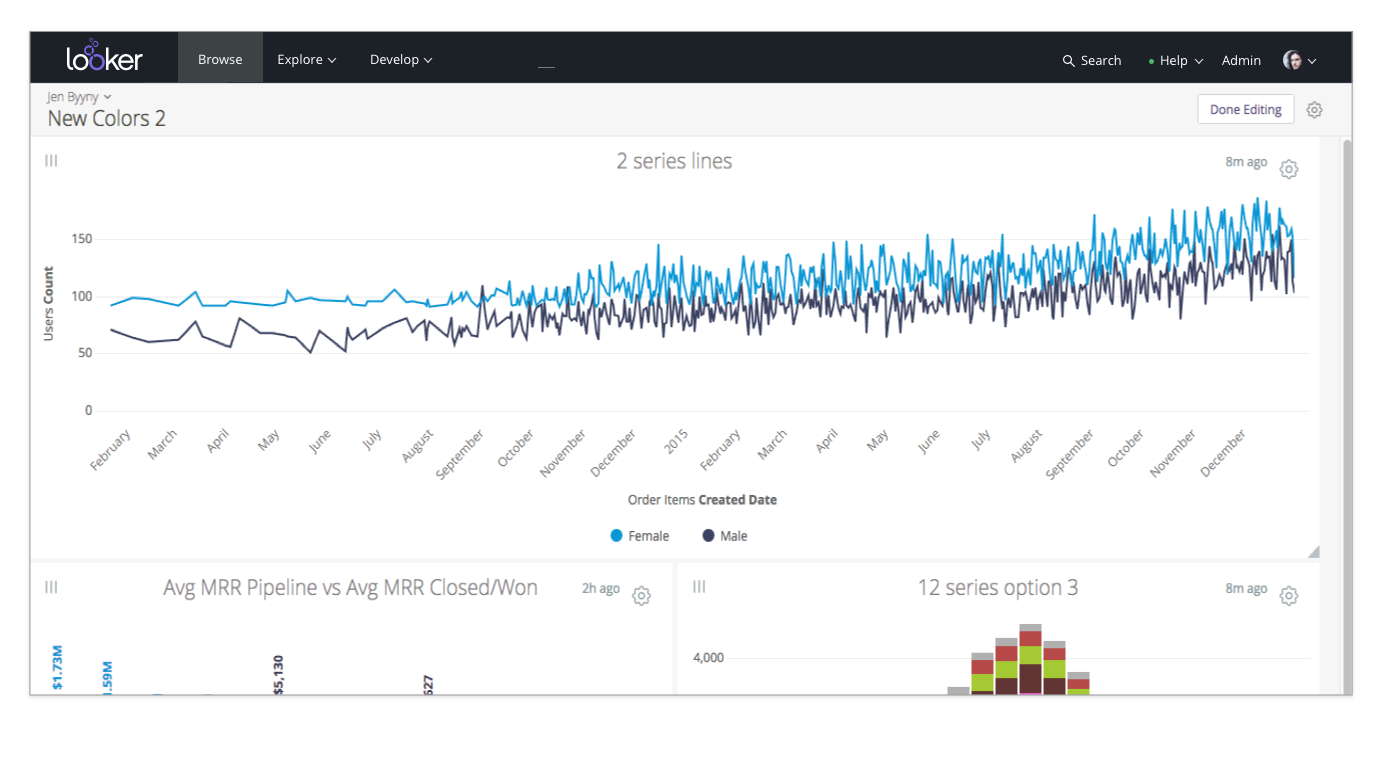 looker Browse Explore Develop Search Help Admin
Jen Byyny
New Colors 2
Done Editing
2 series lines
8m ago
150
100
50
0
Users Count
February March April May June July August September October November December 2015 February March April May June July August September October November December
Order Items Created Date
Female Male
Avg MRR Pipeline vs Avg MRR Closed/Won
2h ago
$1.73M
.59M
$5,130
527
12 series option 3
8m ago
4,000